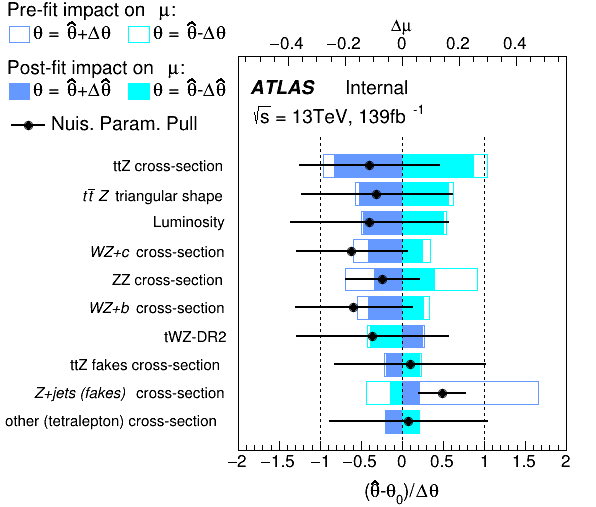 Pre-fit impact on μ:
θ = θ̂+Δθ θ = θ̂-Δθ
Post-fit impact on μ:
θ = θ̂+Δθ̂ θ = θ̂-Δθ̂
Nuis. Param. Pull
Δμ
−0.4 −0.2 0 0.2 0.4
ATLAS Internal
√s = 13TeV, 139fb⁻¹
ttZ cross-section
tt̄ Z triangular shape
Luminosity
WZ+c cross-section
ZZ cross-section
WZ+b cross-section
tWZ-DR2
ttZ fakes cross-section
Z+jets (fakes) cross-section
other (tetralepton) cross-section
−2 −1.5 −1 −0.5 0 0.5 1 1.5 2
(θ̂-θ₀)/Δθ